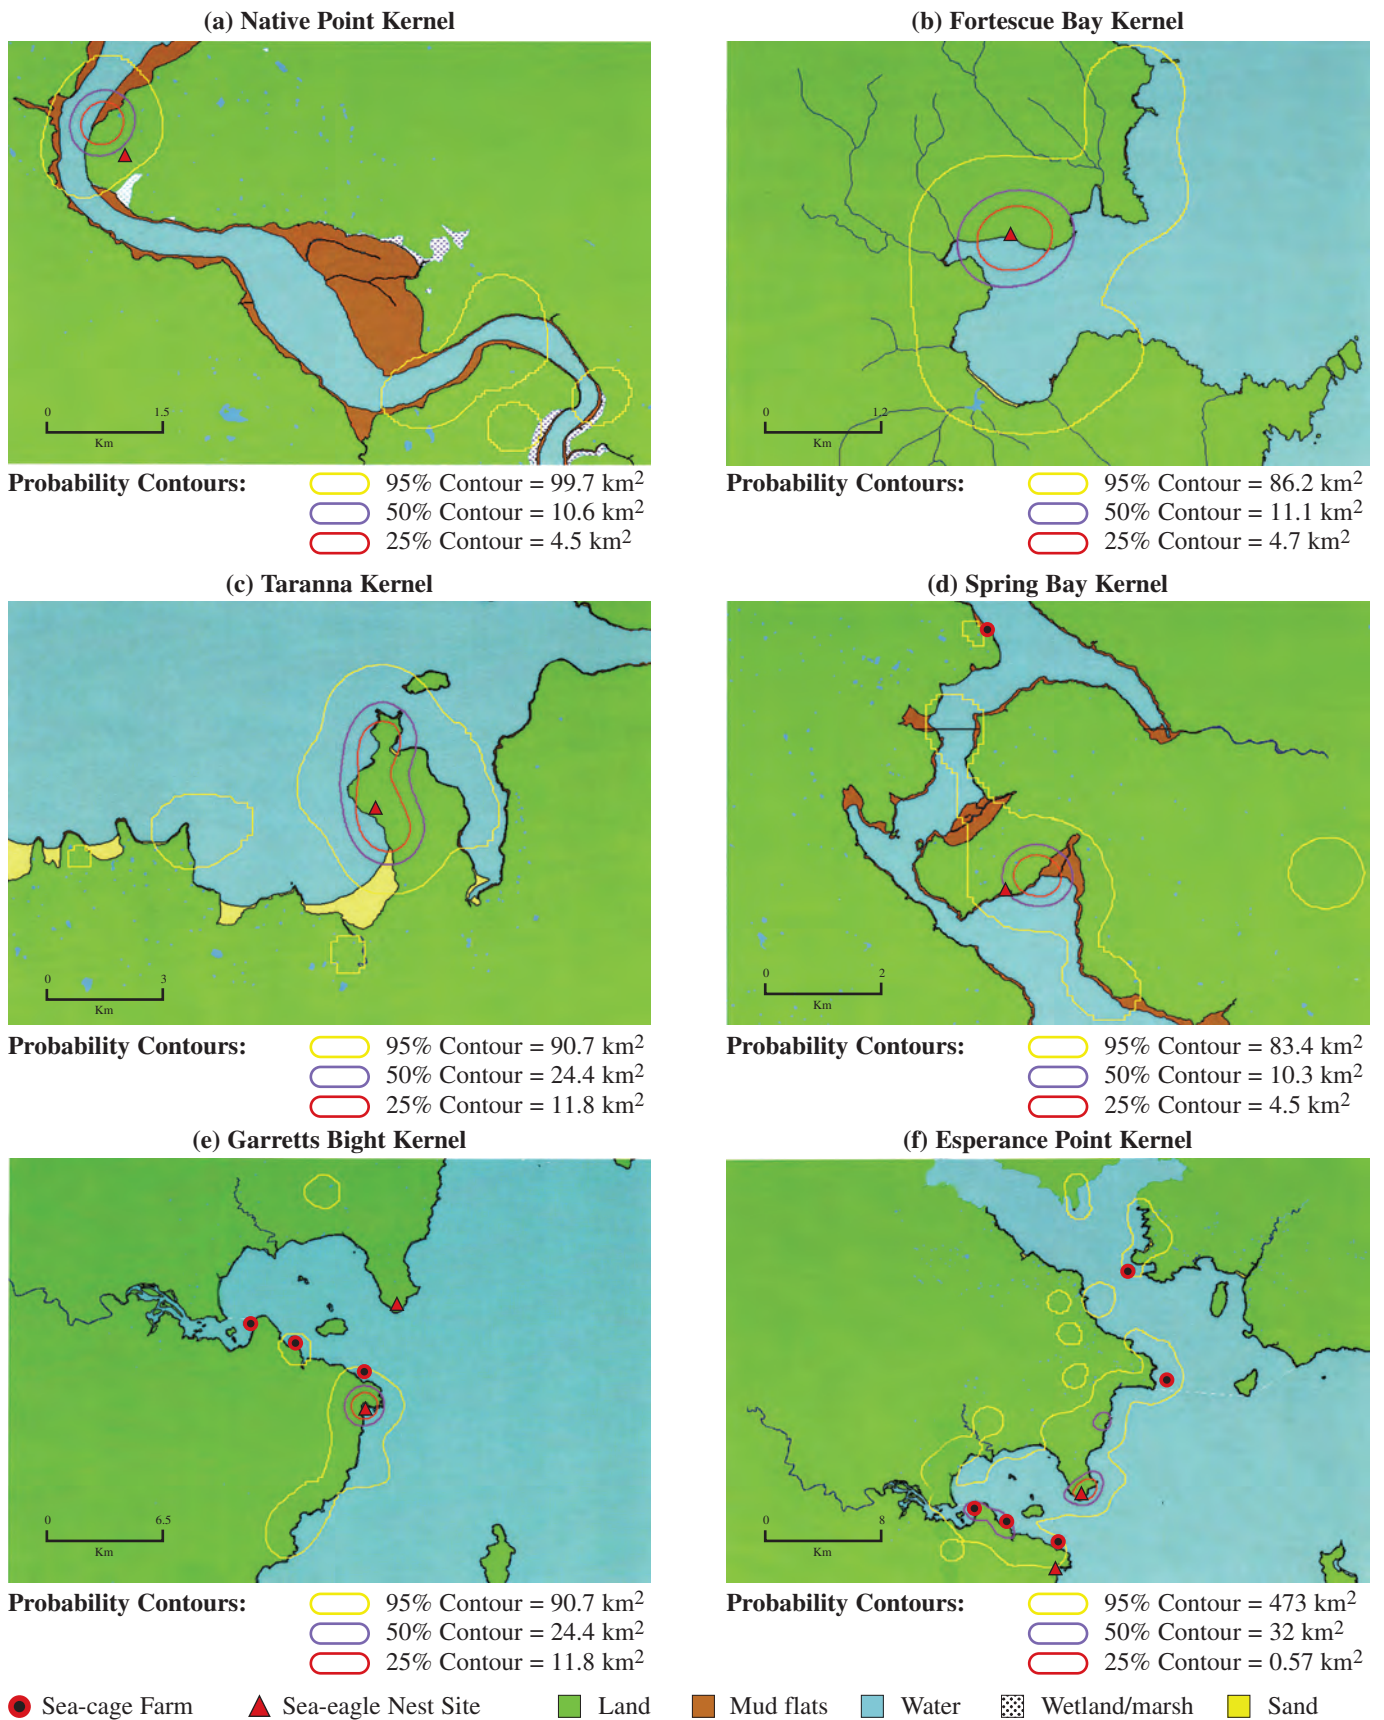 (a) Native Point Kernel
(b) Fortescue Bay Kernel
0 1.5
Km
0 1.2
Km
Probability Contours:
95% Contour = 99.7 km2
50% Contour = 10.6 km2
25% Contour = 4.5 km2
Probability Contours:
95% Contour = 86.2 km2
50% Contour = 11.1 km2
25% Contour = 4.7 km2
(c) Taranna Kernel
(d) Spring Bay Kernel
0 3
Km
0 2
Km
Probability Contours:
95% Contour = 90.7 km2
50% Contour = 24.4 km2
25% Contour = 11.8 km2
Probability Contours:
95% Contour = 83.4 km2
50% Contour = 10.3 km2
25% Contour = 4.5 km2
(e) Garretts Bight Kernel
(f) Esperance Point Kernel
0 6.5
Km
0 8
Km
Probability Contours:
95% Contour = 90.7 km2
50% Contour = 24.4 km2
25% Contour = 11.8 km2
Probability Contours:
95% Contour = 473 km2
50% Contour = 32 km2
25% Contour = 0.57 km2
Sea-cage Farm Sea-eagle Nest Site Land Mud flats Water Wetland/marsh Sand